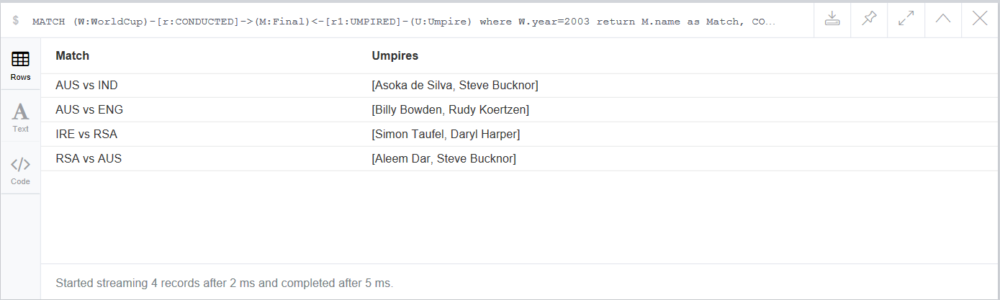 $ MATCH (W:WorldCup)-[r:CONDUCTED]->(M:Final)<-[r1:UMPIRED]-(U:Umpire) where W.year=2003 return M.name as Match, CO...
Rows
Match Umpires
AUS vs IND [Asoka de Silva, Steve Bucknor]
AUS vs ENG [Billy Bowden, Rudy Koertzen]
A
Text
IRE vs RSA [Simon Taufel, Daryl Harper]
RSA vs AUS [Aleem Dar, Steve Bucknor]
</>
Code
Started streaming 4 records after 2 ms and completed after 5 ms.